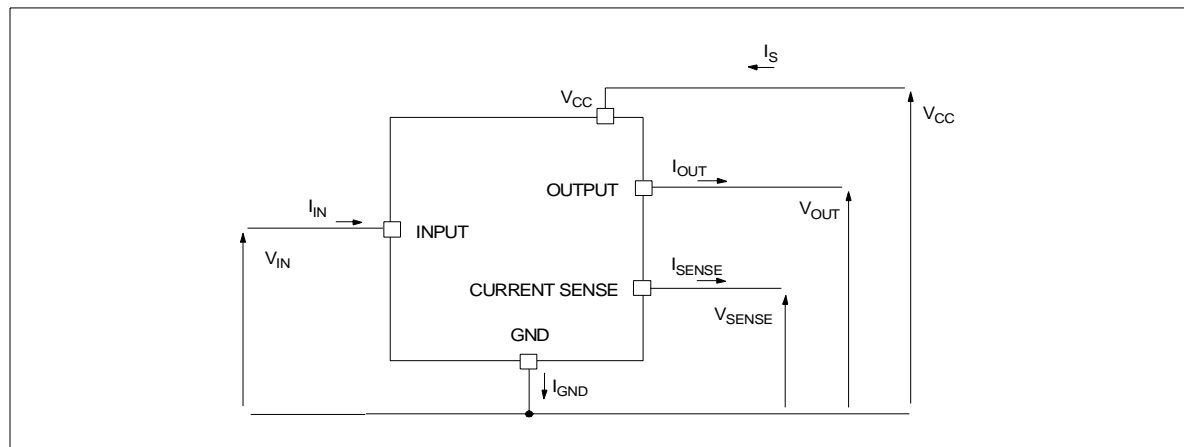 I_S
V_CC
V_CC
I_OUT
OUTPUT
V_OUT
I_IN
INPUT
V_IN
I_SENSE
CURRENT SENSE
V_SENSE
GND
I_GND